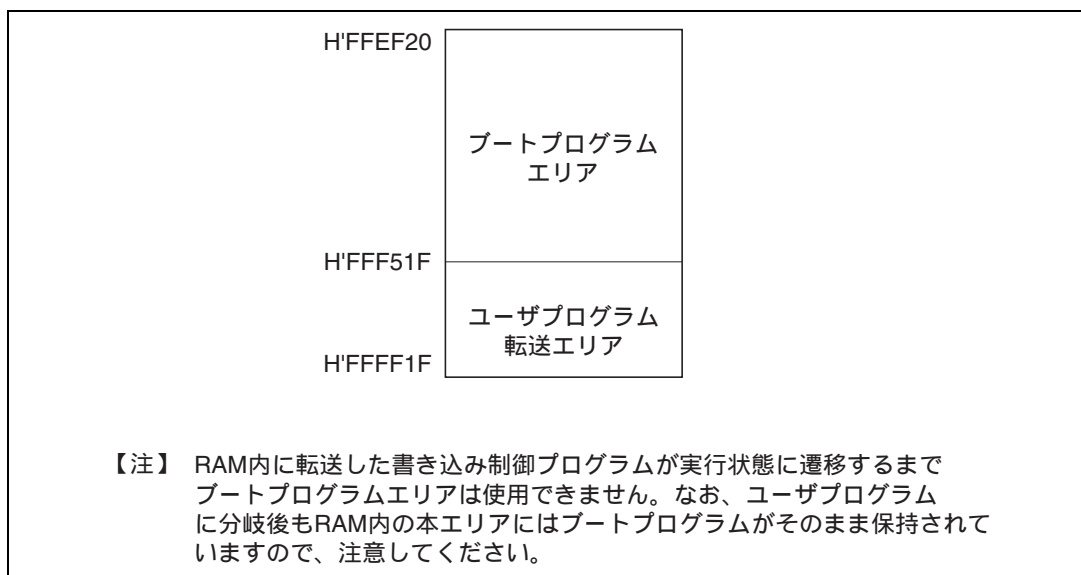 H'FFEF20
ブートプログラム
エリア
H'FFF51F
ユーザプログラム
転送エリア
H'FFFF1F
【注】 RAM内に転送した書き込み制御プログラムが実行状態に遷移するまで
ブートプログラムエリアは使用できません。なお、ユーザプログラム
に分岐後もRAM内の本エリアにはブートプログラムがそのまま保持されて
いますので、注意してください。